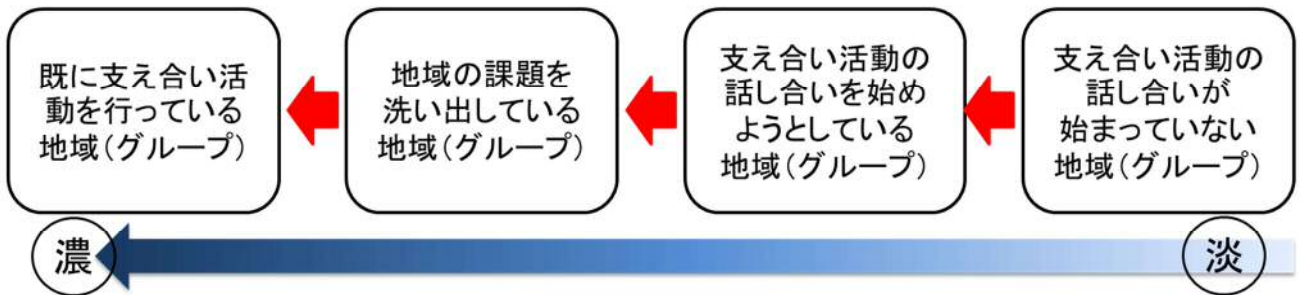 既に支え合い活
動を行っている
地域(グループ)
地域の課題を
洗い出している
地域(グループ)
支え合い活動の
話し合いを始め
ようとしている
地域(グループ)
支え合い活動の
話し合いが
始まっていない
地域(グループ)
濃
淡